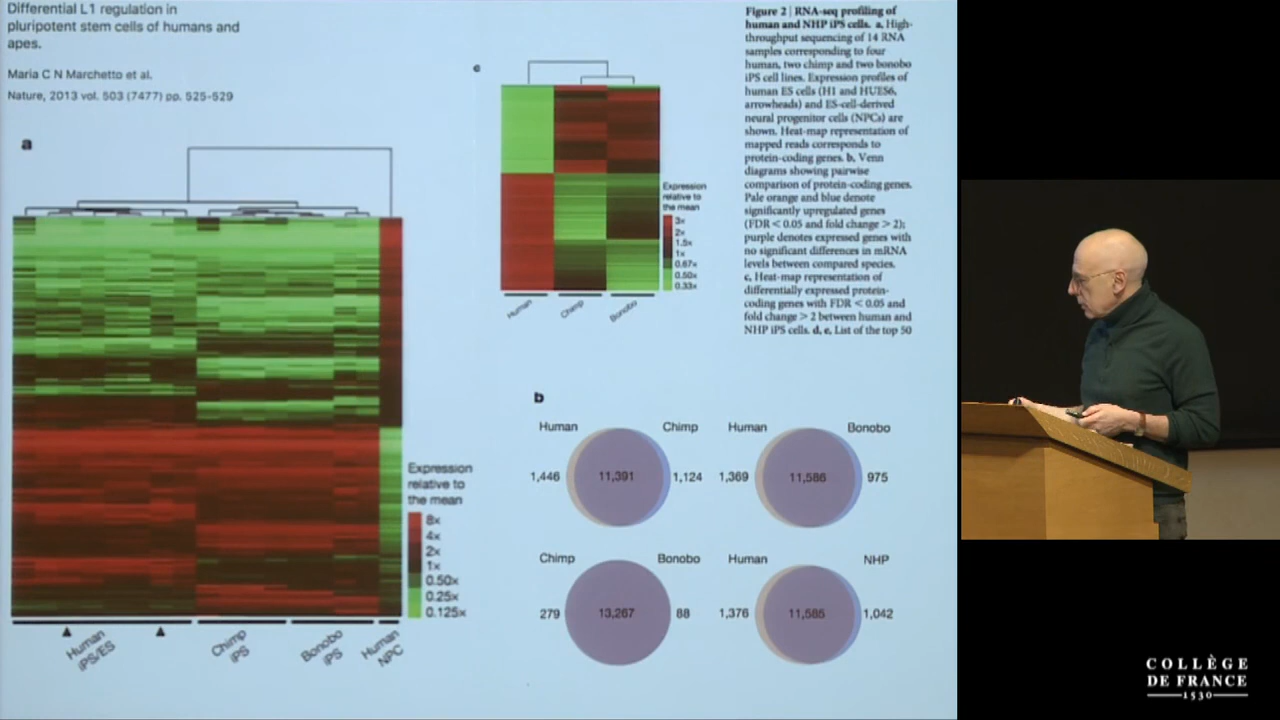 Differential L1 regulation in
pluripotent stem cells of humans and
apes.
Maria C N Marchetto et al.
Nature, 2013 vol. 503 (7477) pp. 525-529
a
Expression
relative to
the mean
8×
4×
2×
1×
0.50×
0.25×
0.125×
Human
iPS/ES
Chimp
iPS
Bonobo
iPS
Human
NPC
c
Expression
relative to
the mean
3×
2×
1.5×
1×
0.67×
0.50×
0.33×
Human
Chimp
Bonobo
Figure 2 | RNA-seq profiling of
human and NHP iPS cells. a, High-
throughput sequencing of 14 RNA
samples corresponding to four
human, two chimp and two bonobo
iPS cell lines. Expression profiles of
human ES cells (H1 and HUES6,
arrowheads) and ES-cell-derived
neural progenitor cells (NPCs) are
shown. Heat-map representation of
mapped reads corresponds to
protein-coding genes. b, Venn
diagrams showing pairwise
comparison of protein-coding genes.
Pale orange and blue denote
significantly upregulated genes
(FDR < 0.05 and fold change > 2);
purple denotes expressed genes with
no significant differences in mRNA
levels between compared species.
c, Heat-map representation of
differentially expressed protein-
coding genes with FDR < 0.05 and
fold change > 2 between human and
NHP iPS cells. d, e, List of the top 50
b
Human Chimp Human Bonobo
1,446 11,391 1,124 1,369 11,586 975
Chimp Bonobo Human NHP
279 13,267 88 1,376 11,585 1,042
COLLÈGE
DE FRANCE
1530